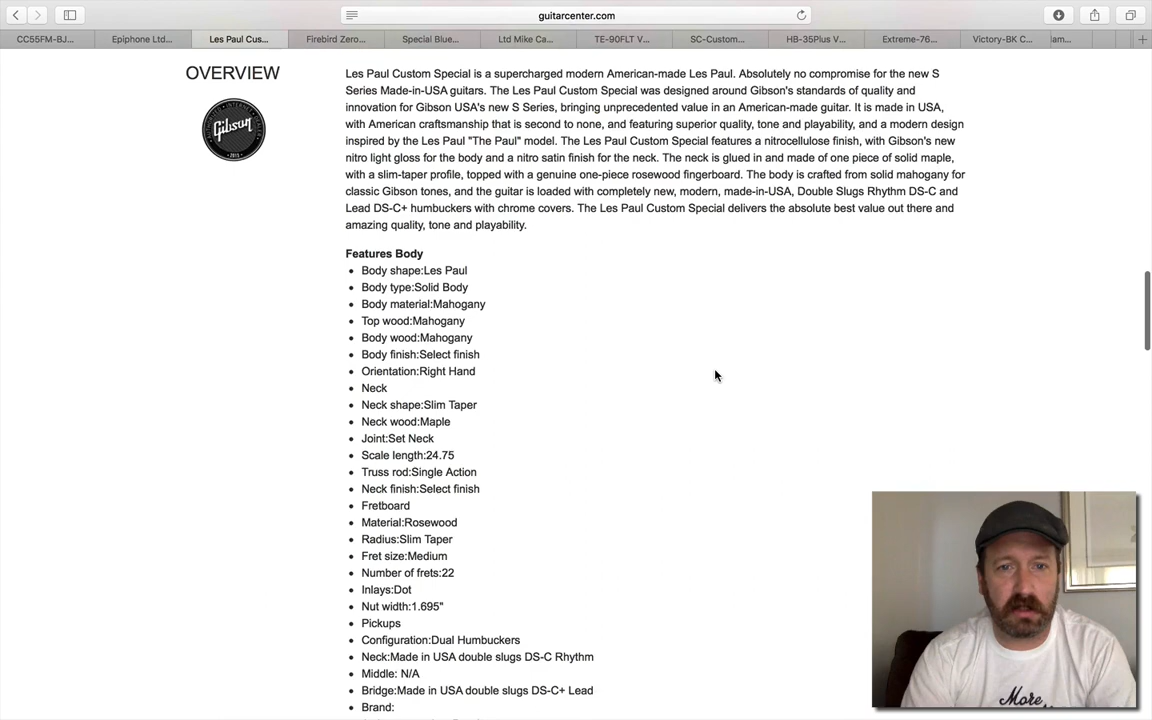 guitarcenter.com
CC55FM-BJ...
Epiphone Ltd...
Les Paul Cus...
Firebird Zero...
Special Blue...
Ltd Mike Ca...
TE-90FLT V...
SC-Custom...
HB-35Plus V...
Extreme-76...
Victory-BK C...
am...
OVERVIEW
Gibson
2015
Les Paul Custom Special is a supercharged modern American-made Les Paul. Absolutely no compromise for the new S
Series Made-in-USA guitars. The Les Paul Custom Special was designed around Gibson's standards of quality and
innovation for Gibson USA's new S Series, bringing unprecedented value in an American-made guitar. It is made in USA,
with American craftsmanship that is second to none, and featuring superior quality, tone and playability, and a modern design
inspired by the Les Paul "The Paul" model. The Les Paul Custom Special features a nitrocellulose finish, with Gibson's new
nitro light gloss for the body and a nitro satin finish for the neck. The neck is glued in and made of one piece of solid maple,
with a slim-taper profile, topped with a genuine one-piece rosewood fingerboard. The body is crafted from solid mahogany for
classic Gibson tones, and the guitar is loaded with completely new, modern, made-in-USA, Double Slugs Rhythm DS-C and
Lead DS-C+ humbuckers with chrome covers. The Les Paul Custom Special delivers the absolute best value out there and
amazing quality, tone and playability.
Features Body
Body shape:Les Paul
Body type:Solid Body
Body material:Mahogany
Top wood:Mahogany
Body wood:Mahogany
Body finish:Select finish
Orientation:Right Hand
Neck
Neck shape:Slim Taper
Neck wood:Maple
Joint:Set Neck
Scale length:24.75
Truss rod:Single Action
Neck finish:Select finish
Fretboard
Material:Rosewood
Radius:Slim Taper
Fret size:Medium
Number of frets:22
Inlays:Dot
Nut width:1.695"
Pickups
Configuration:Dual Humbuckers
Neck:Made in USA double slugs DS-C Rhythm
Middle: N/A
Bridge:Made in USA double slugs DS-C+ Lead
Brand:
More